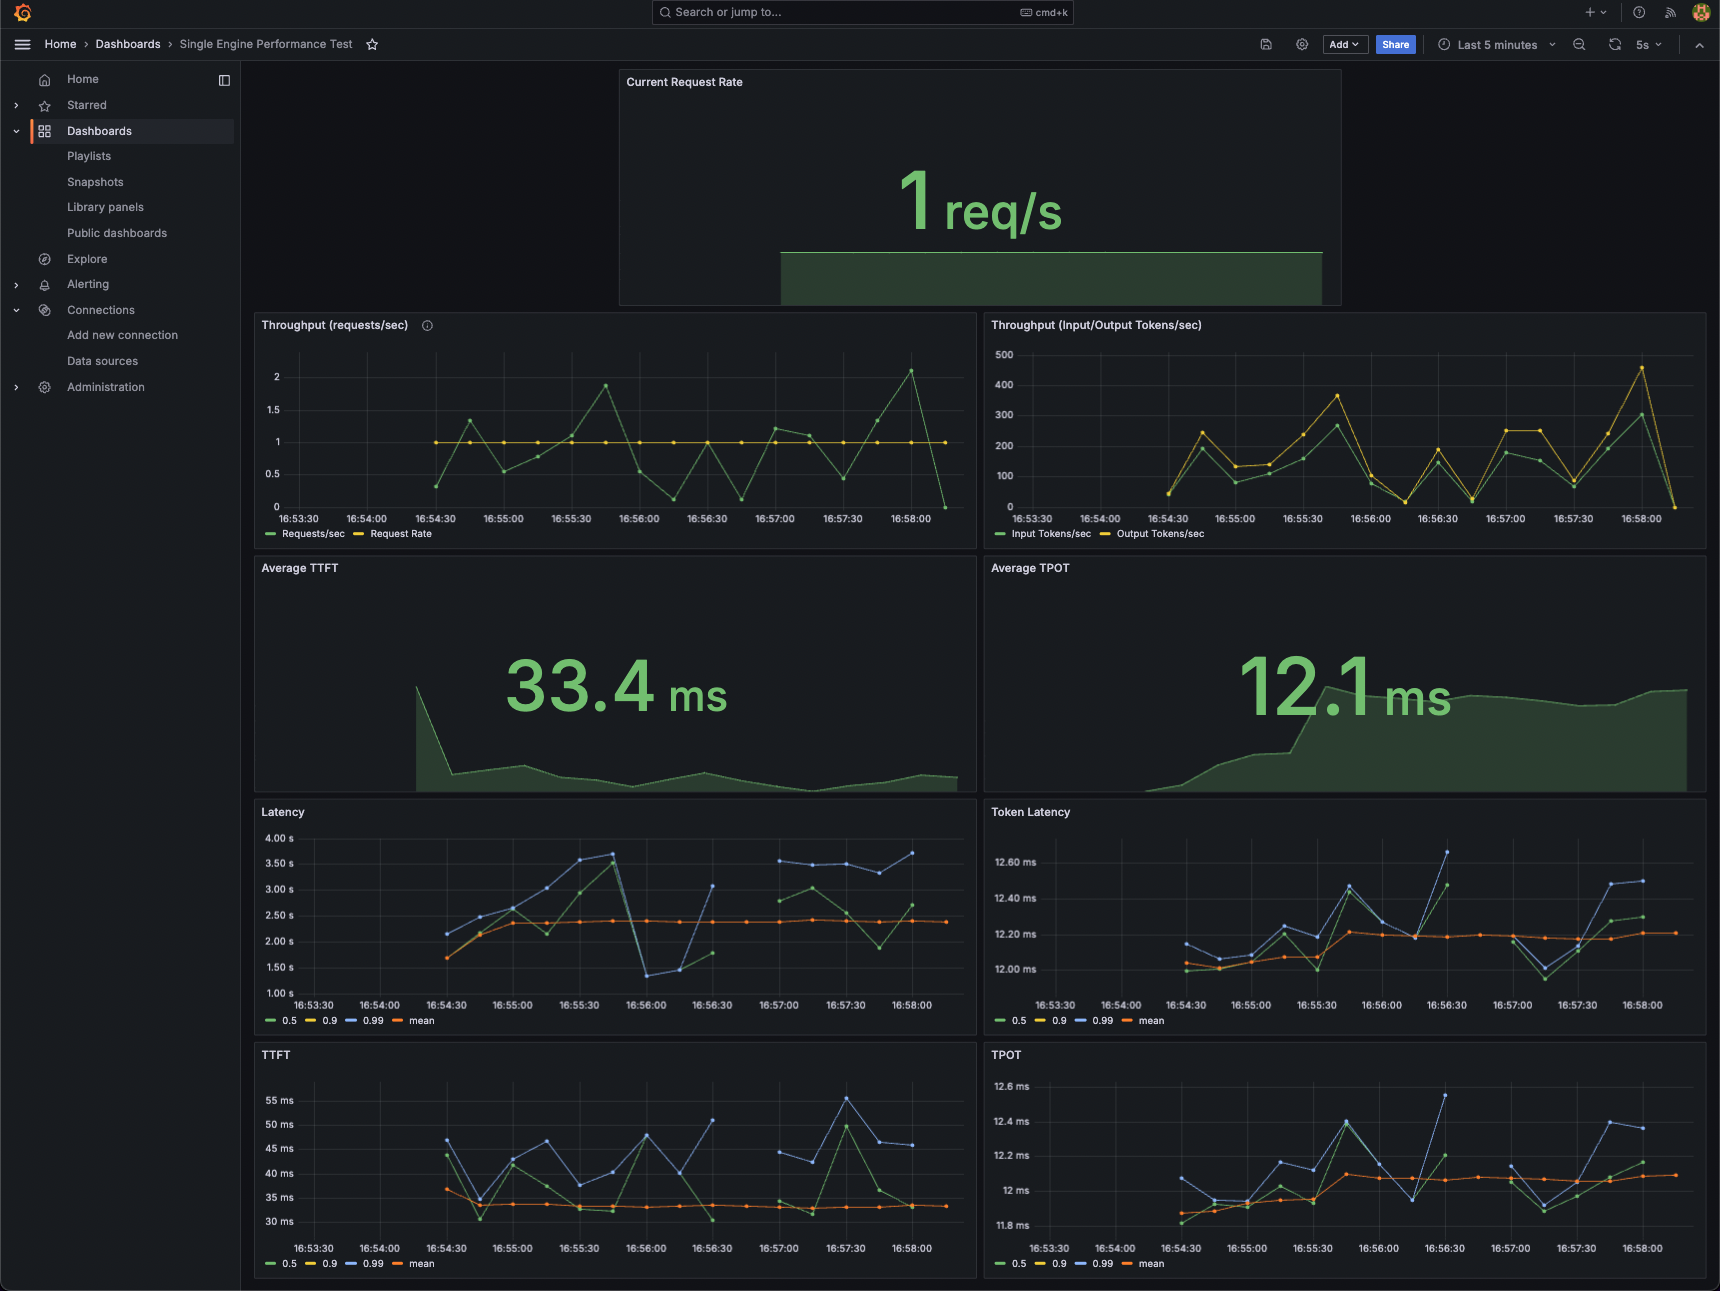 Search or jump to...
cmd+k
Home › Dashboards › Single Engine Performance Test
Add
Share
Last 5 minutes
5s
Home
Starred
Dashboards
Playlists
Snapshots
Library panels
Public dashboards
Explore
Alerting
Connections
Add new connection
Data sources
Administration
Current Request Rate
1 req/s
Throughput (requests/sec)
2
1.5
1
0.5
0
16:53:30 16:54:00 16:54:30 16:55:00 16:55:30 16:56:00 16:56:30 16:57:00 16:57:30 16:58:00
Requests/sec Request Rate
Throughput (Input/Output Tokens/sec)
500
400
300
200
100
0
16:53:30 16:54:00 16:54:30 16:55:00 16:55:30 16:56:00 16:56:30 16:57:00 16:57:30 16:58:00
Input Tokens/sec Output Tokens/sec
Average TTFT
33.4 ms
Average TPOT
12.1 ms
Latency
4.00 s
3.50 s
3.00 s
2.50 s
2.00 s
1.50 s
1.00 s
16:53:30 16:54:00 16:54:30 16:55:00 16:55:30 16:56:00 16:56:30 16:57:00 16:57:30 16:58:00
0.5 0.9 0.99 mean
Token Latency
12.60 ms
12.40 ms
12.20 ms
12.00 ms
16:53:30 16:54:00 16:54:30 16:55:00 16:55:30 16:56:00 16:56:30 16:57:00 16:57:30 16:58:00
0.5 0.9 0.99 mean
TTFT
55 ms
50 ms
45 ms
40 ms
35 ms
30 ms
16:53:30 16:54:00 16:54:30 16:55:00 16:55:30 16:56:00 16:56:30 16:57:00 16:57:30 16:58:00
0.5 0.9 0.99 mean
TPOT
12.6 ms
12.4 ms
12.2 ms
12 ms
11.8 ms
16:53:30 16:54:00 16:54:30 16:55:00 16:55:30 16:56:00 16:56:30 16:57:00 16:57:30 16:58:00
0.5 0.9 0.99 mean